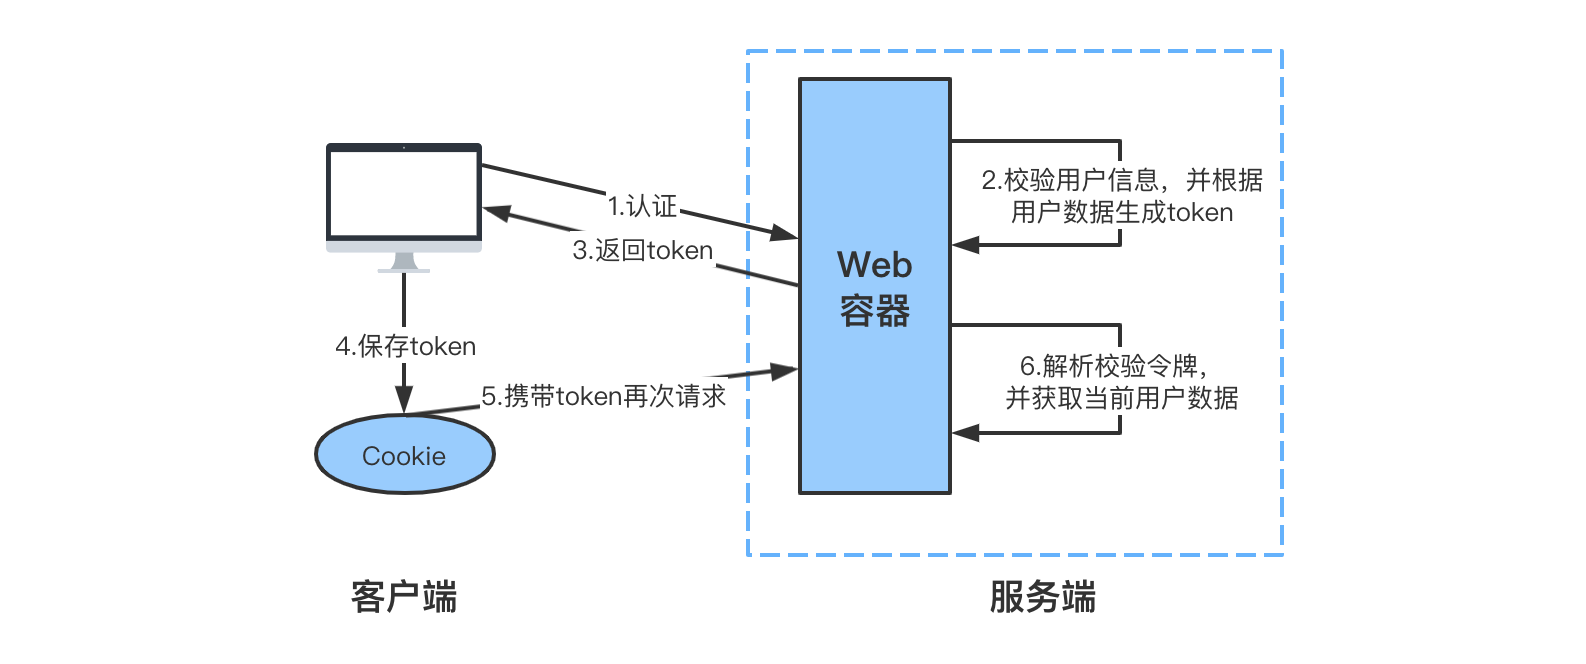 1.认证
2.校验用户信息，并根据
用户数据生成token
3.返回token
Web
容器
4.保存token
5.携带token再次请求
6.解析校验令牌，
并获取当前用户数据
Cookie
客户端
服务端